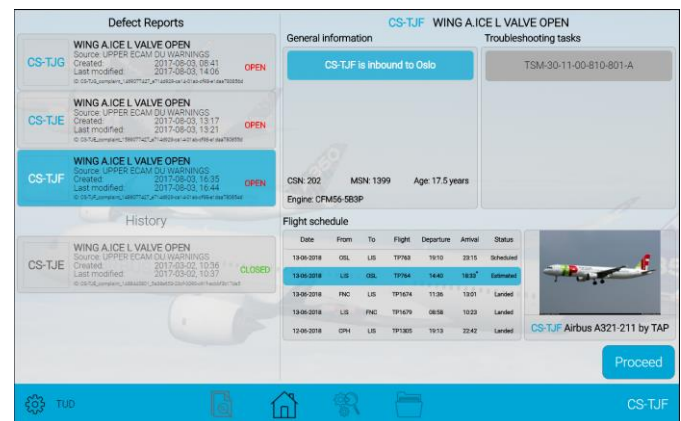 Defect Reports
CS-TJG
WING A.ICE L VALVE OPEN
Source: UPPER ECAM DU WARNINGS
Created: 2017-08-03, 08:41
Last modified: 2017-08-03, 14:06
OPEN
CS-TJE
WING A.ICE L VALVE OPEN
Source: UPPER ECAM DU WARNINGS
Created: 2017-08-03, 13:17
Last modified: 2017-08-03, 13:21
OPEN
CS-TJF
WING A.ICE L VALVE OPEN
Source: UPPER ECAM DU WARNINGS
Created: 2017-08-03, 16:35
Last modified: 2017-08-03, 16:44
OPEN
History
CS-TJE
WING A.ICE L VALVE OPEN
Source: UPPER ECAM DU WARNINGS
Created: 2017-03-02, 10:36
Last modified: 2017-03-02, 10:37
CLOSED
CS-TJF WING A.ICE L VALVE OPEN
General information
CS-TJF is inbound to Oslo
CSN: 202 MSN: 1399 Age: 17.5 years
Engine: CFM56-5B3P
Troubleshooting tasks
TSM-30-11-00-810-801-A
Flight schedule
Date From To Flight Departure Arrival Status
13-06-2018 OSL LIS TP763 19:10 23:15 Scheduled
13-06-2018 LIS OSL TP764 14:40 18:33* Estimated
13-06-2018 FNC LIS TP1674 11:36 13:01 Landed
13-06-2018 LIS FNC TP1679 08:58 10:23 Landed
12-06-2018 CPH LIS TP1305 19:13 22:42 Landed
CS-TJF Airbus A321-211 by TAP
Proceed
TUD
CS-TJF